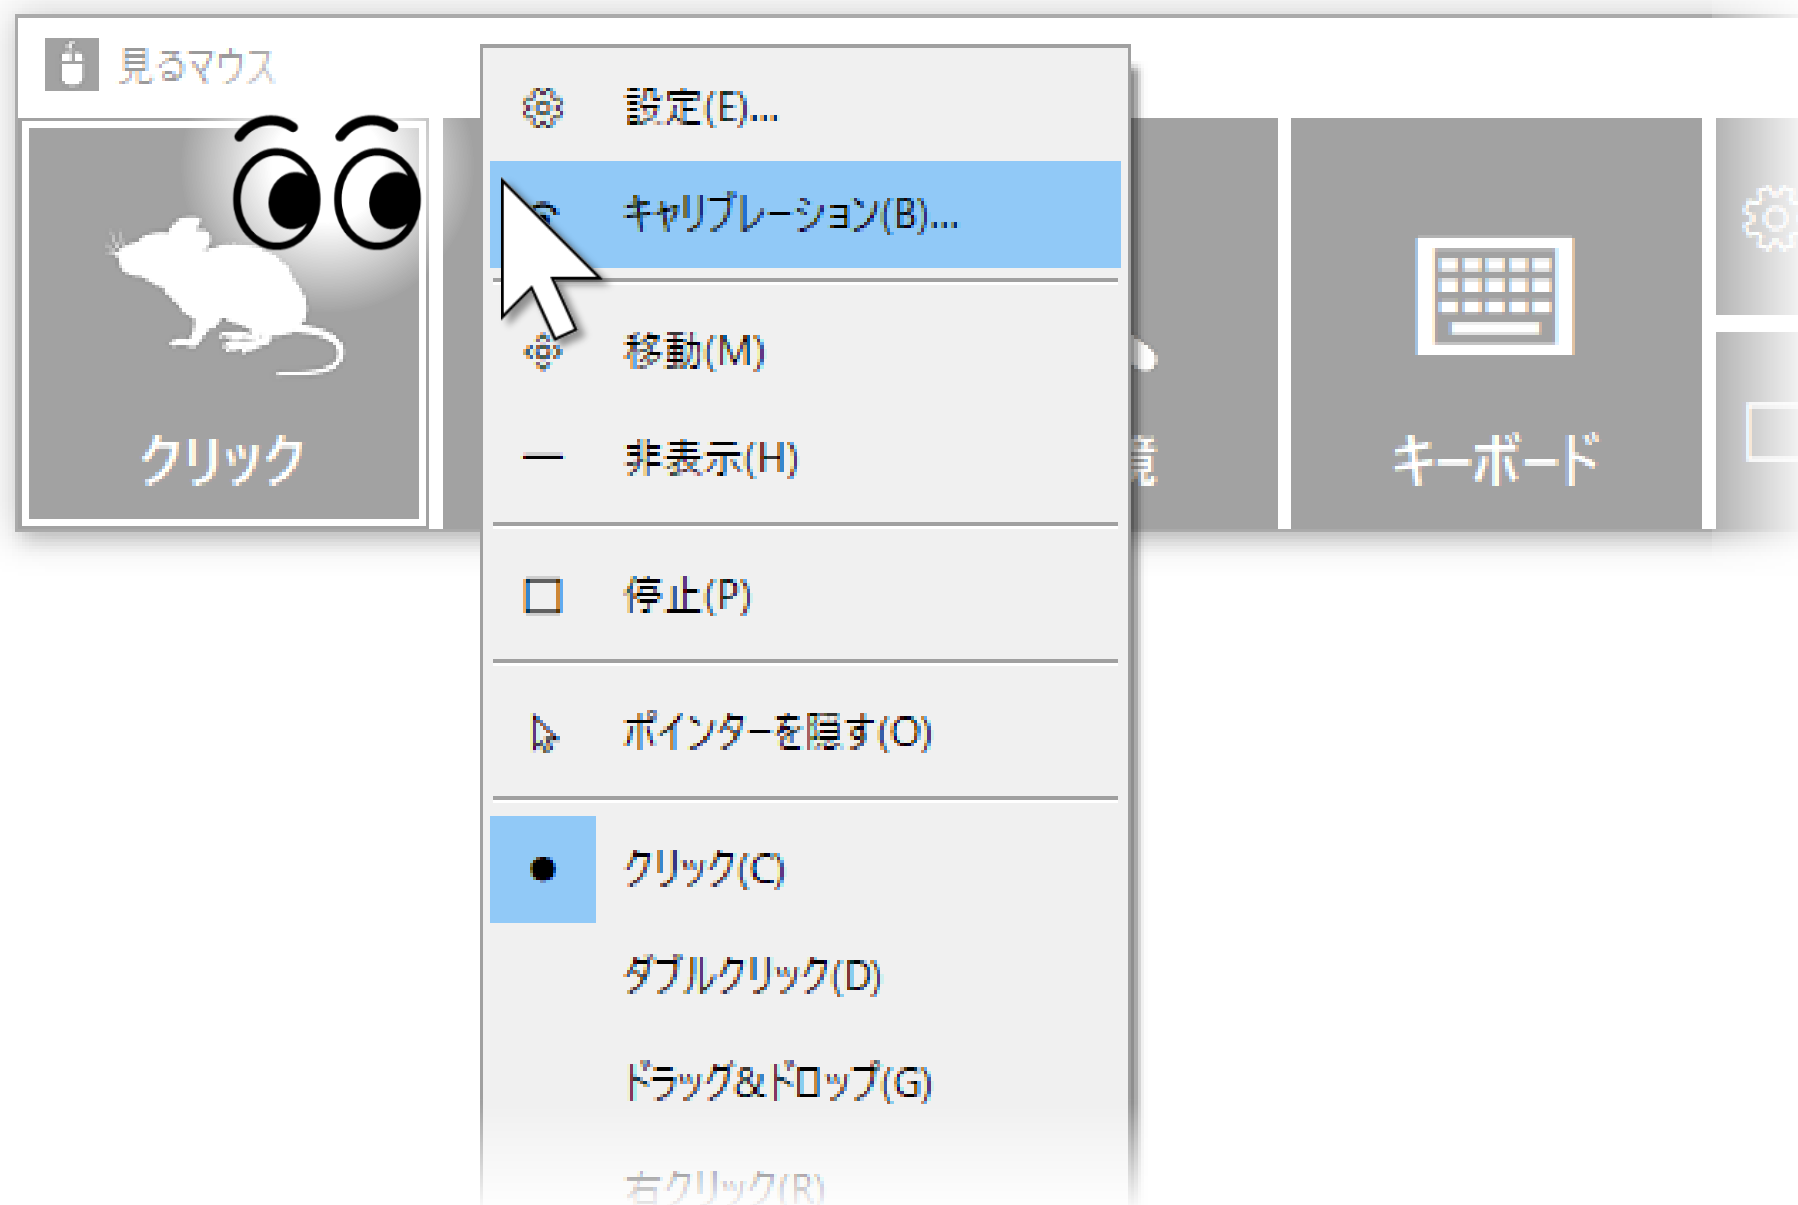 見るマウス
設定(E)...
キャリブレーション(B)...
移動(M)
非表示(H)
停止(P)
ポインターを隠す(O)
クリック(C)
ダブルクリック(D)
ドラッグ&ドロップ(G)
右クリック(R)
クリック
鏡
キーボード